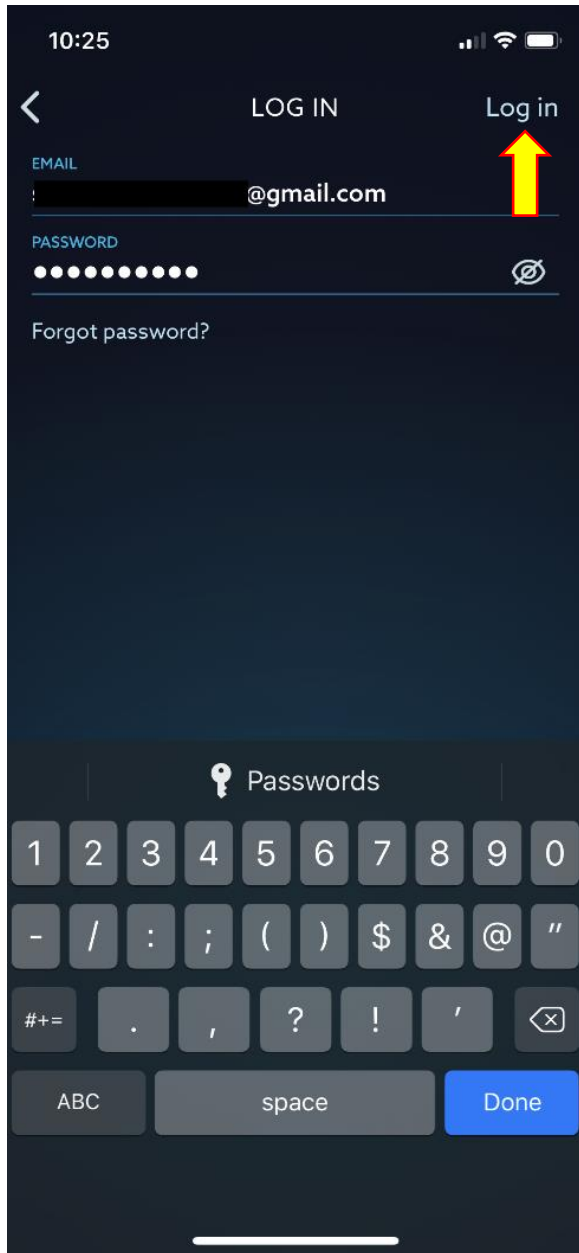 10:25
LOG IN Log in
EMAIL
@gmail.com
PASSWORD
●●●●●●●●●●
Forgot password?
Passwords
1 2 3 4 5 6 7 8 9 0
- / : ; ( ) $ & @ "
#+= . , ? ! '
ABC space Done